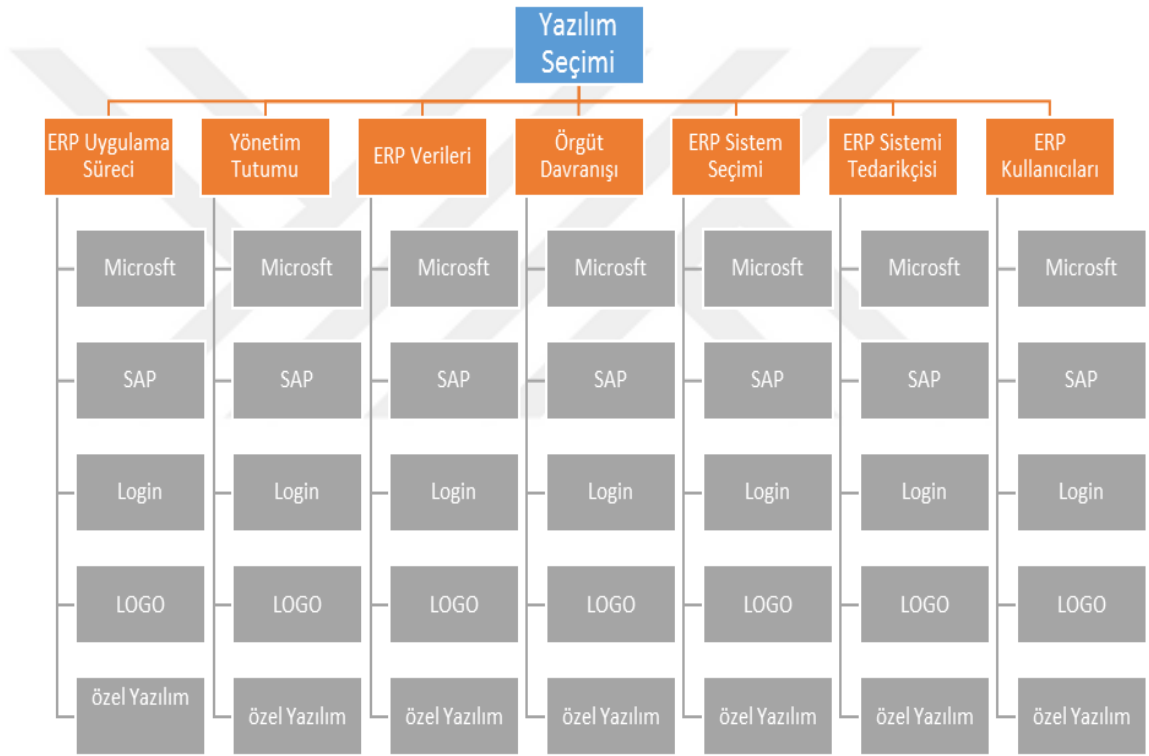 Yazılım
Seçimi
ERP Uygulama
Süreci
Yönetim
Tutumu
ERP Verileri
Örgüt
Davranışı
ERP Sistem
Seçimi
ERP Sistemi
Tedarikçisi
ERP
Kullanıcıları
Microsft
Microsft
Microsft
Microsft
Microsft
Microsft
Microsft
SAP
SAP
SAP
SAP
SAP
SAP
SAP
Login
Login
Login
Login
Login
Login
Login
LOGO
LOGO
LOGO
LOGO
LOGO
LOGO
LOGO
özel Yazılım
özel Yazılım
özel Yazılım
özel Yazılım
özel Yazılım
özel Yazılım
özel Yazılım